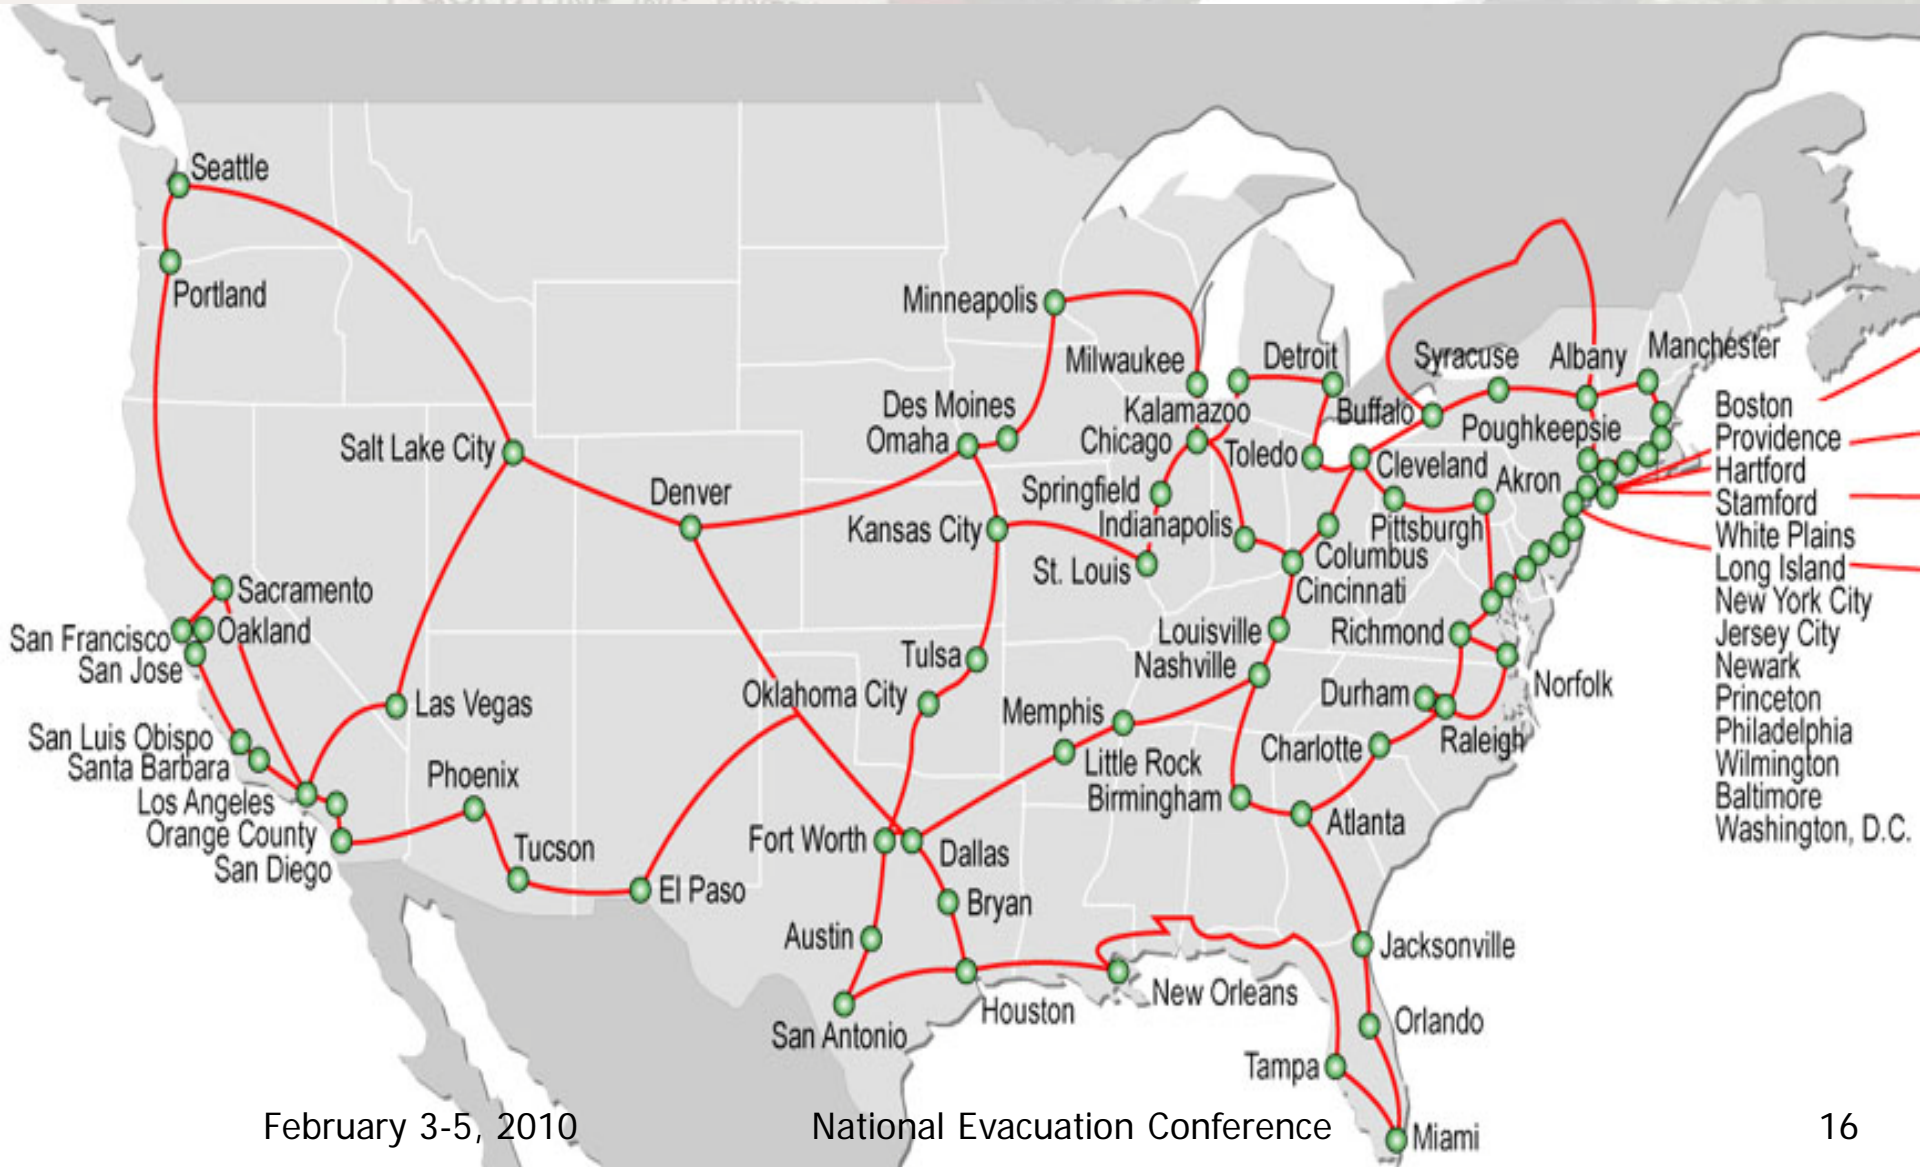 Seattle
Portland
Minneapolis
Milwaukee
Detroit
Syracuse
Albany
Manchester
Des Moines
Kalamazoo
Buffalo
Boston
Omaha
Chicago
Toledo
Poughkeepsie
Providence
Salt Lake City
Cleveland
Akron
Hartford
Denver
Springfield
Stamford
Kansas City
Indianapolis
Pittsburgh
White Plains
St. Louis
Columbus
Long Island
Sacramento
Cincinnati
New York City
San Francisco
Oakland
Louisville
Richmond
Jersey City
San Jose
Tulsa
Nashville
Newark
Las Vegas
Oklahoma City
Memphis
Durham
Norfolk
Princeton
San Luis Obispo
Charlotte
Raleigh
Philadelphia
Santa Barbara
Phoenix
Little Rock
Wilmington
Los Angeles
Birmingham
Baltimore
Orange County
Fort Worth
Atlanta
Washington, D.C.
San Diego
Tucson
Dallas
El Paso
Bryan
Austin
Jacksonville
New Orleans
Houston
San Antonio
Orlando
Tampa
Miami
February 3-5, 2010
National Evacuation Conference
16